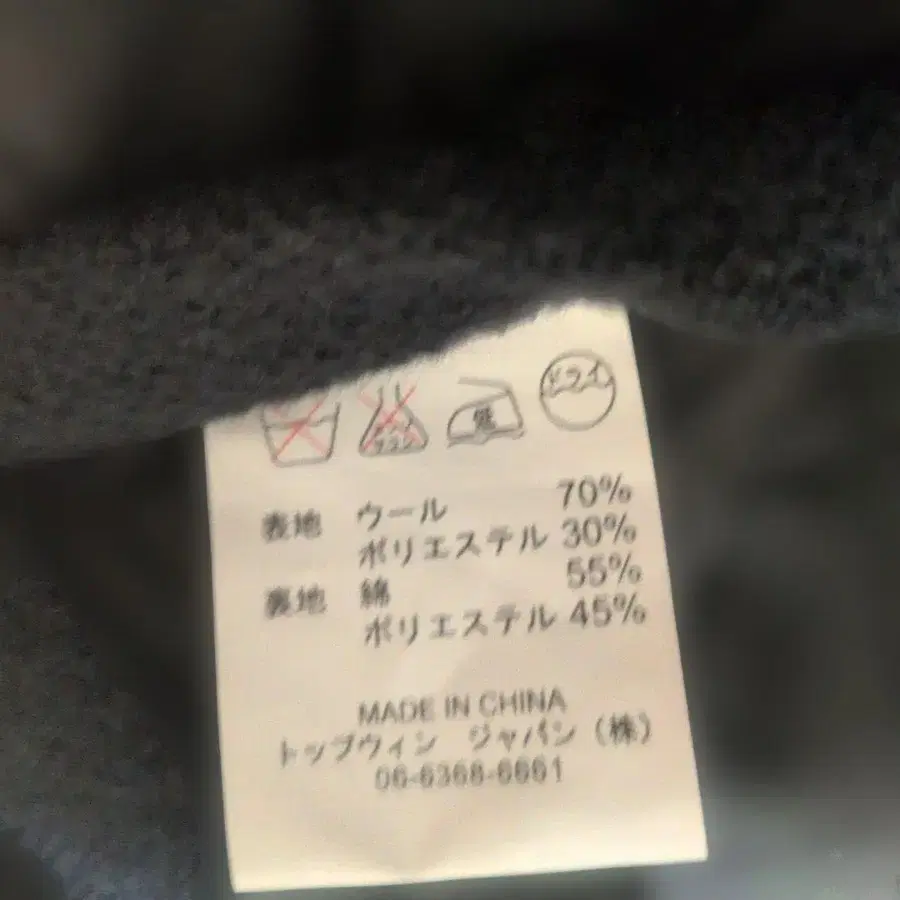 ドライ
表地 ウール 70%
ポリエステル 30%
裏地 綿 55%
ポリエステル 45%
MADE IN CHINA
トップウィン ジャパン（株）
06-6368-6661